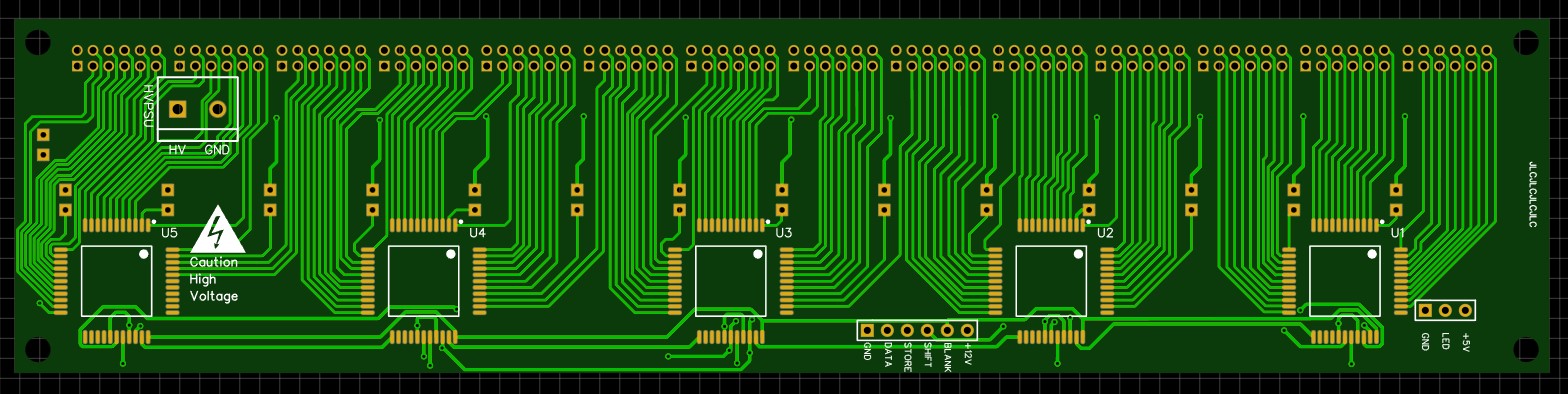 HVPSU
HV GND
U5
U4
U3
U2
U1
JLCJLCJLCJLC
Caution
High
Voltage
GND
DATA
STORE
SHIFT
BLANK
+12V
GND
LED
+5V